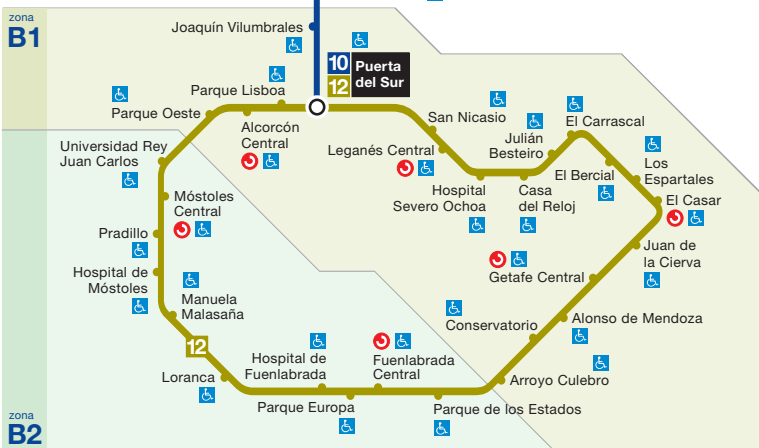 zona
B1
Joaquín Vilumbrales
10
12
Puerta
del Sur
Parque Lisboa
Parque Oeste
Alcorcón
Central
San Nicasio
Leganés Central
Hospital
Severo Ochoa
Casa
del Reloj
Julián
Besteiro
El Carrascal
El Bercial
Los
Espartales
El Casar
Juan de
la Cierva
Getafe Central
Alonso de Mendoza
Conservatorio
Arroyo Culebro
Parque de los Estados
Fuenlabrada
Central
Parque Europa
Hospital de
Fuenlabrada
Loranca
12
Manuela
Malasaña
Hospital de
Móstoles
Pradillo
Móstoles
Central
Universidad Rey
Juan Carlos
zona
B2